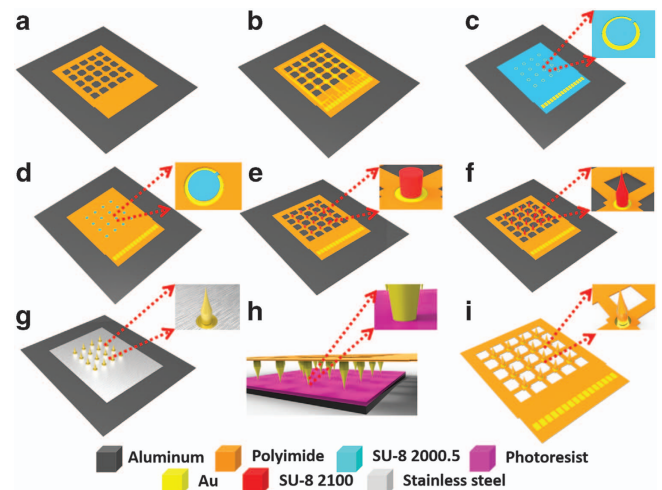 a
b
c
d
e
f
g
h
i
Aluminum Polyimide SU-8 2000.5 Photoresist
Au SU-8 2100 Stainless steel